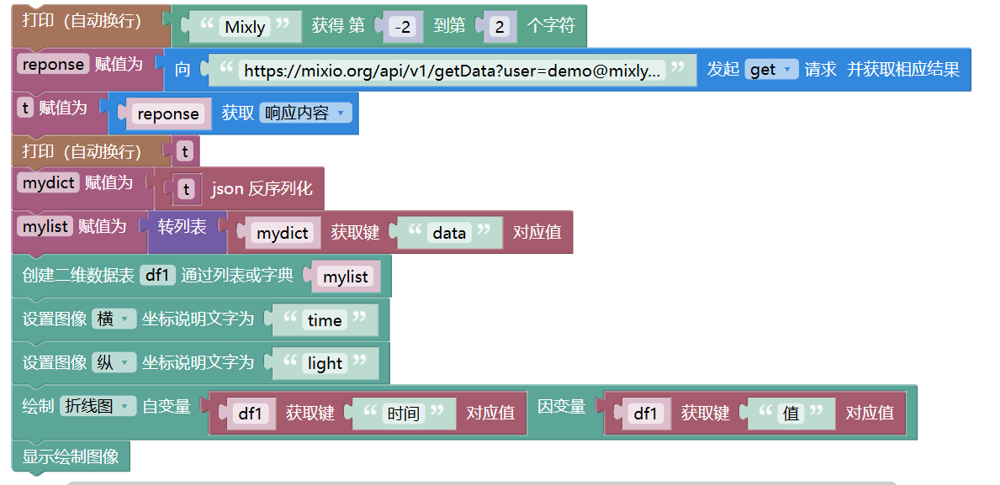 打印（自动换行） “ Mixly ” 获得 第 -2 到第 2 个字符
reponse 赋值为 向 “ https://mixio.org/api/v1/getData?user=demo@mixly... ” 发起 get 请求 并获取相应结果
t 赋值为 reponse 获取 响应内容
打印（自动换行） t
mydict 赋值为 t json 反序列化
mylist 赋值为 转列表 mydict 获取键 “ data ” 对应值
创建二维数据表 df1 通过列表或字典 mylist
设置图像 横 坐标说明文字为 “ time ”
设置图像 纵 坐标说明文字为 “ light ”
绘制 折线图 自变量 df1 获取键 “ 时间 ” 对应值 因变量 df1 获取键 “ 值 ” 对应值
显示绘制图像